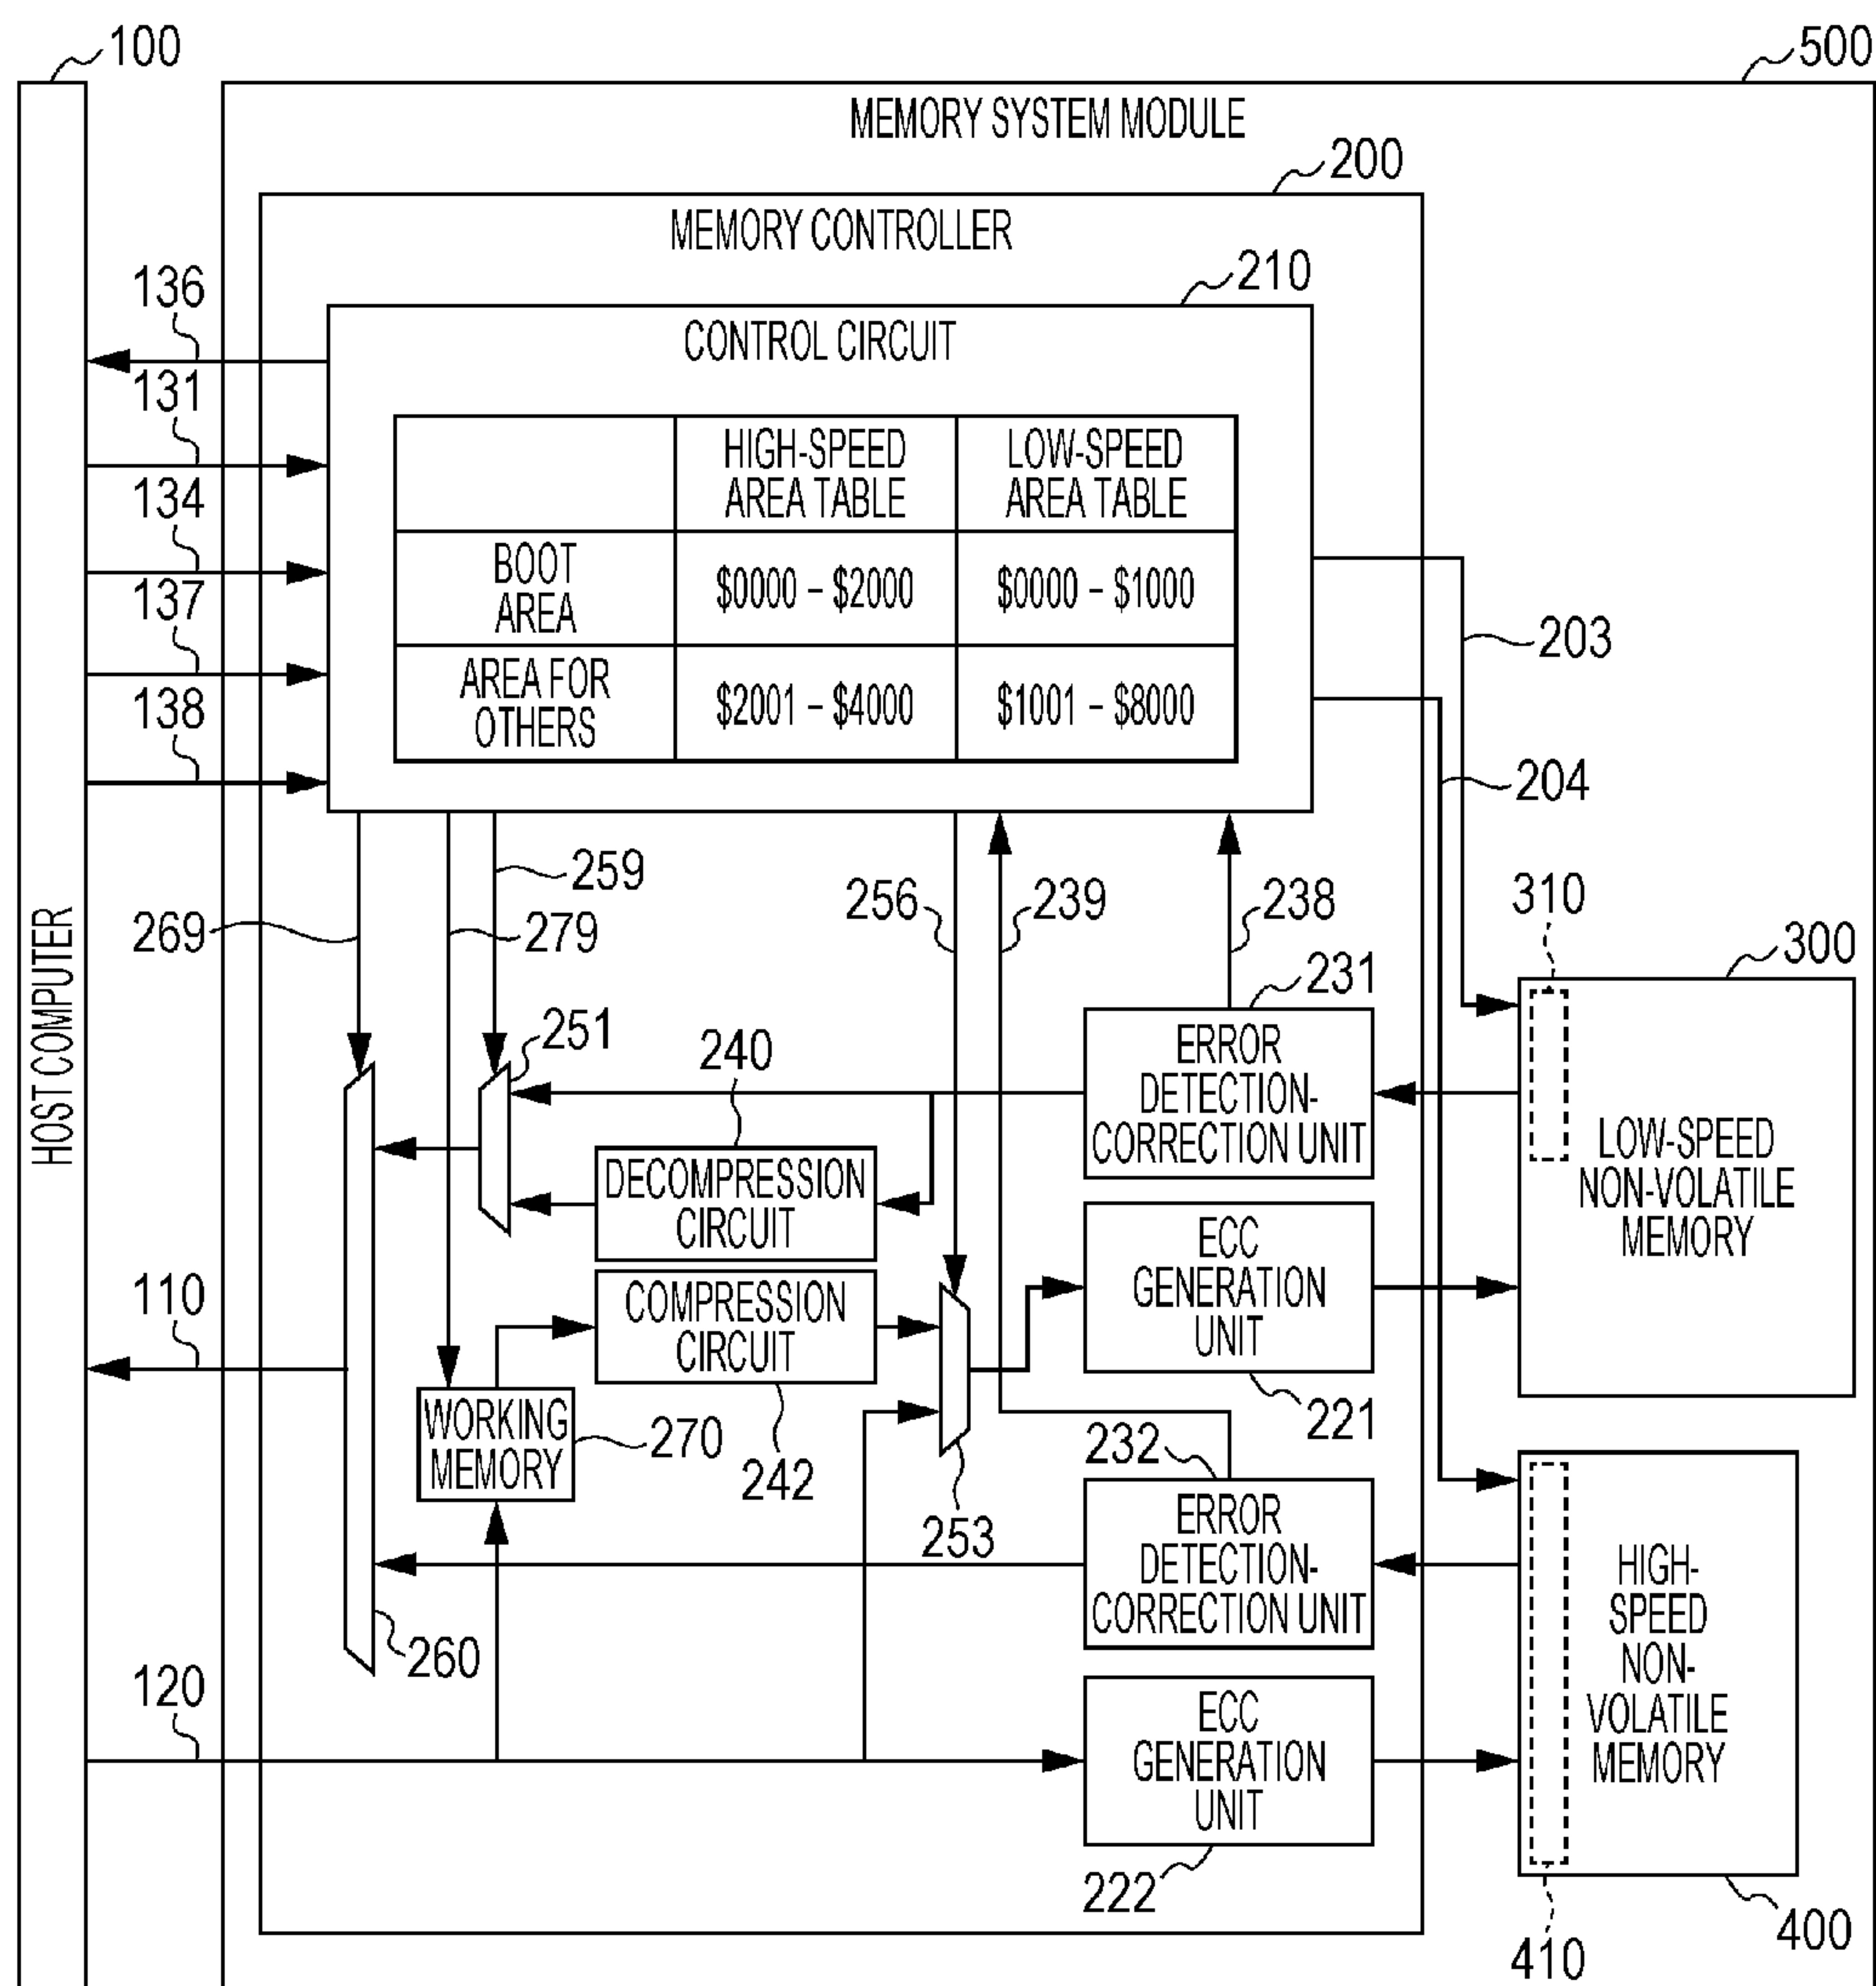 100
500
MEMORY SYSTEM MODULE
200
MEMORY CONTROLLER
210
CONTROL CIRCUIT
136
131
134
137
138
HIGH-SPEED
AREA TABLE
LOW-SPEED
AREA TABLE
BOOT
AREA
$0000 – $2000
$0000 – $1000
AREA FOR
OTHERS
$2001 – $4000
$1001 – $8000
203
204
259
269
279
256
239
238
310
300
231
251
240
HOST COMPUTER
ERROR
DETECTION-
CORRECTION UNIT
LOW-SPEED
NON-VOLATILE
MEMORY
DECOMPRESSION
CIRCUIT
110
COMPRESSION
CIRCUIT
ECC
GENERATION
UNIT
221
WORKING
MEMORY
270
242
253
232
ERROR
DETECTION-
CORRECTION UNIT
HIGH-
SPEED
NON-
VOLATILE
MEMORY
260
120
ECC
GENERATION
UNIT
222
410
400